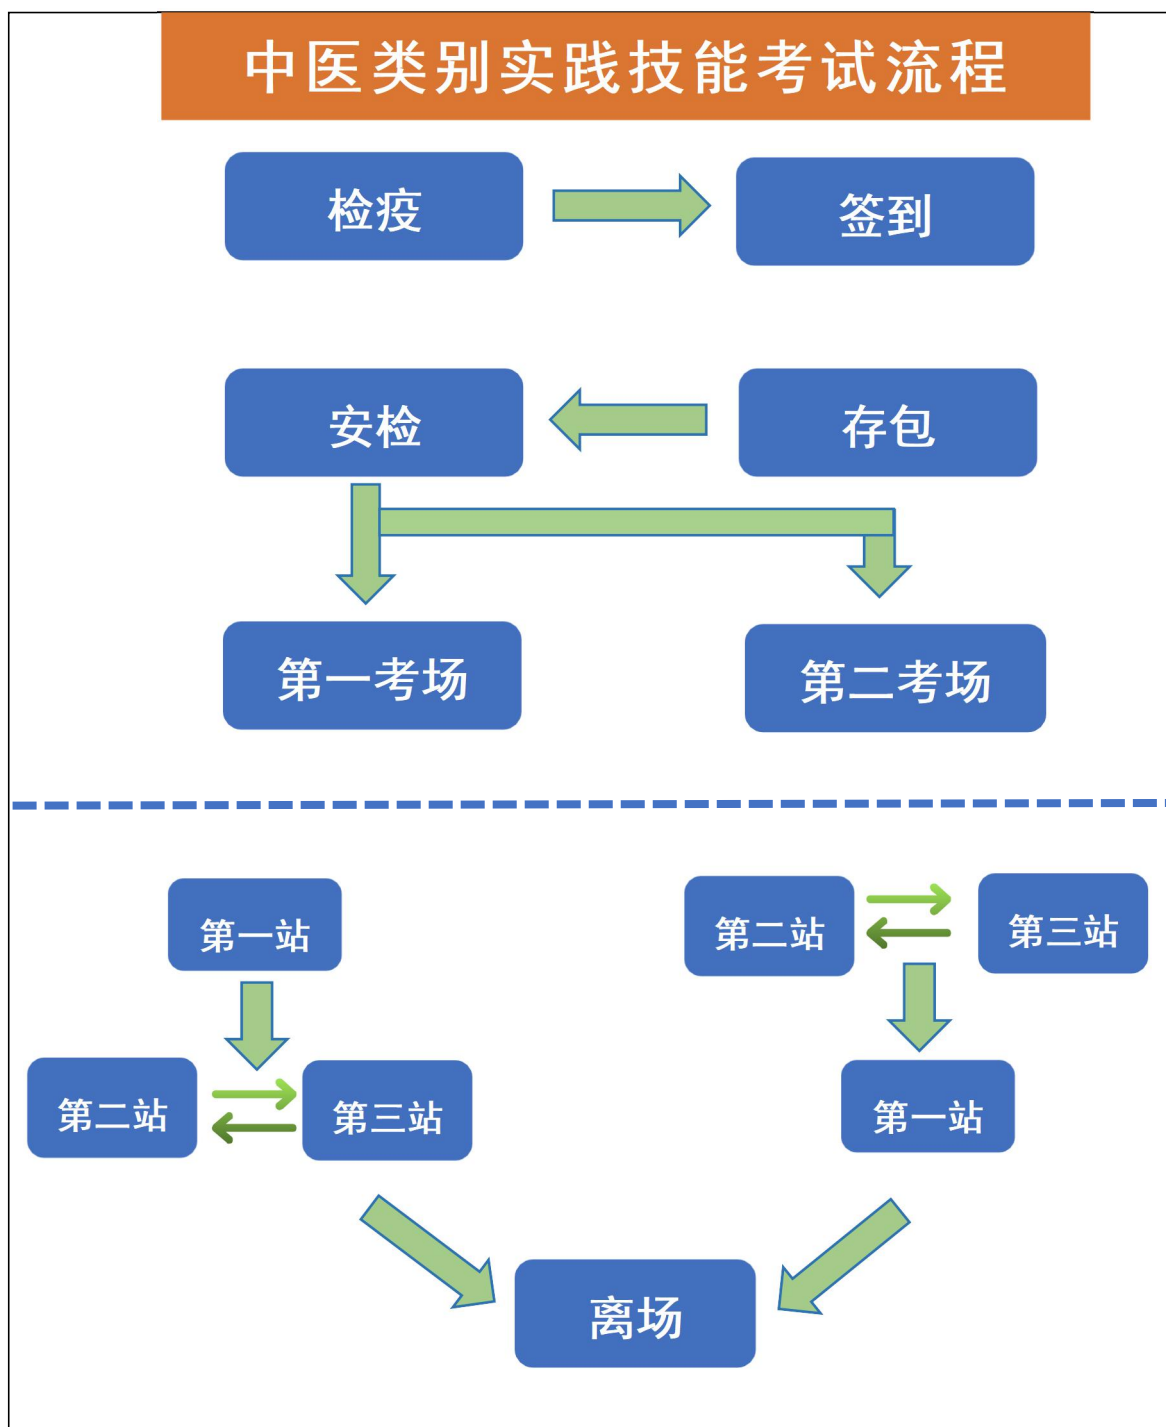 中医类别实践技能考试流程
检疫
签到
安检
存包
第一考场
第二考场
第一站
第二站
第三站
第二站
第三站
第一站
离场